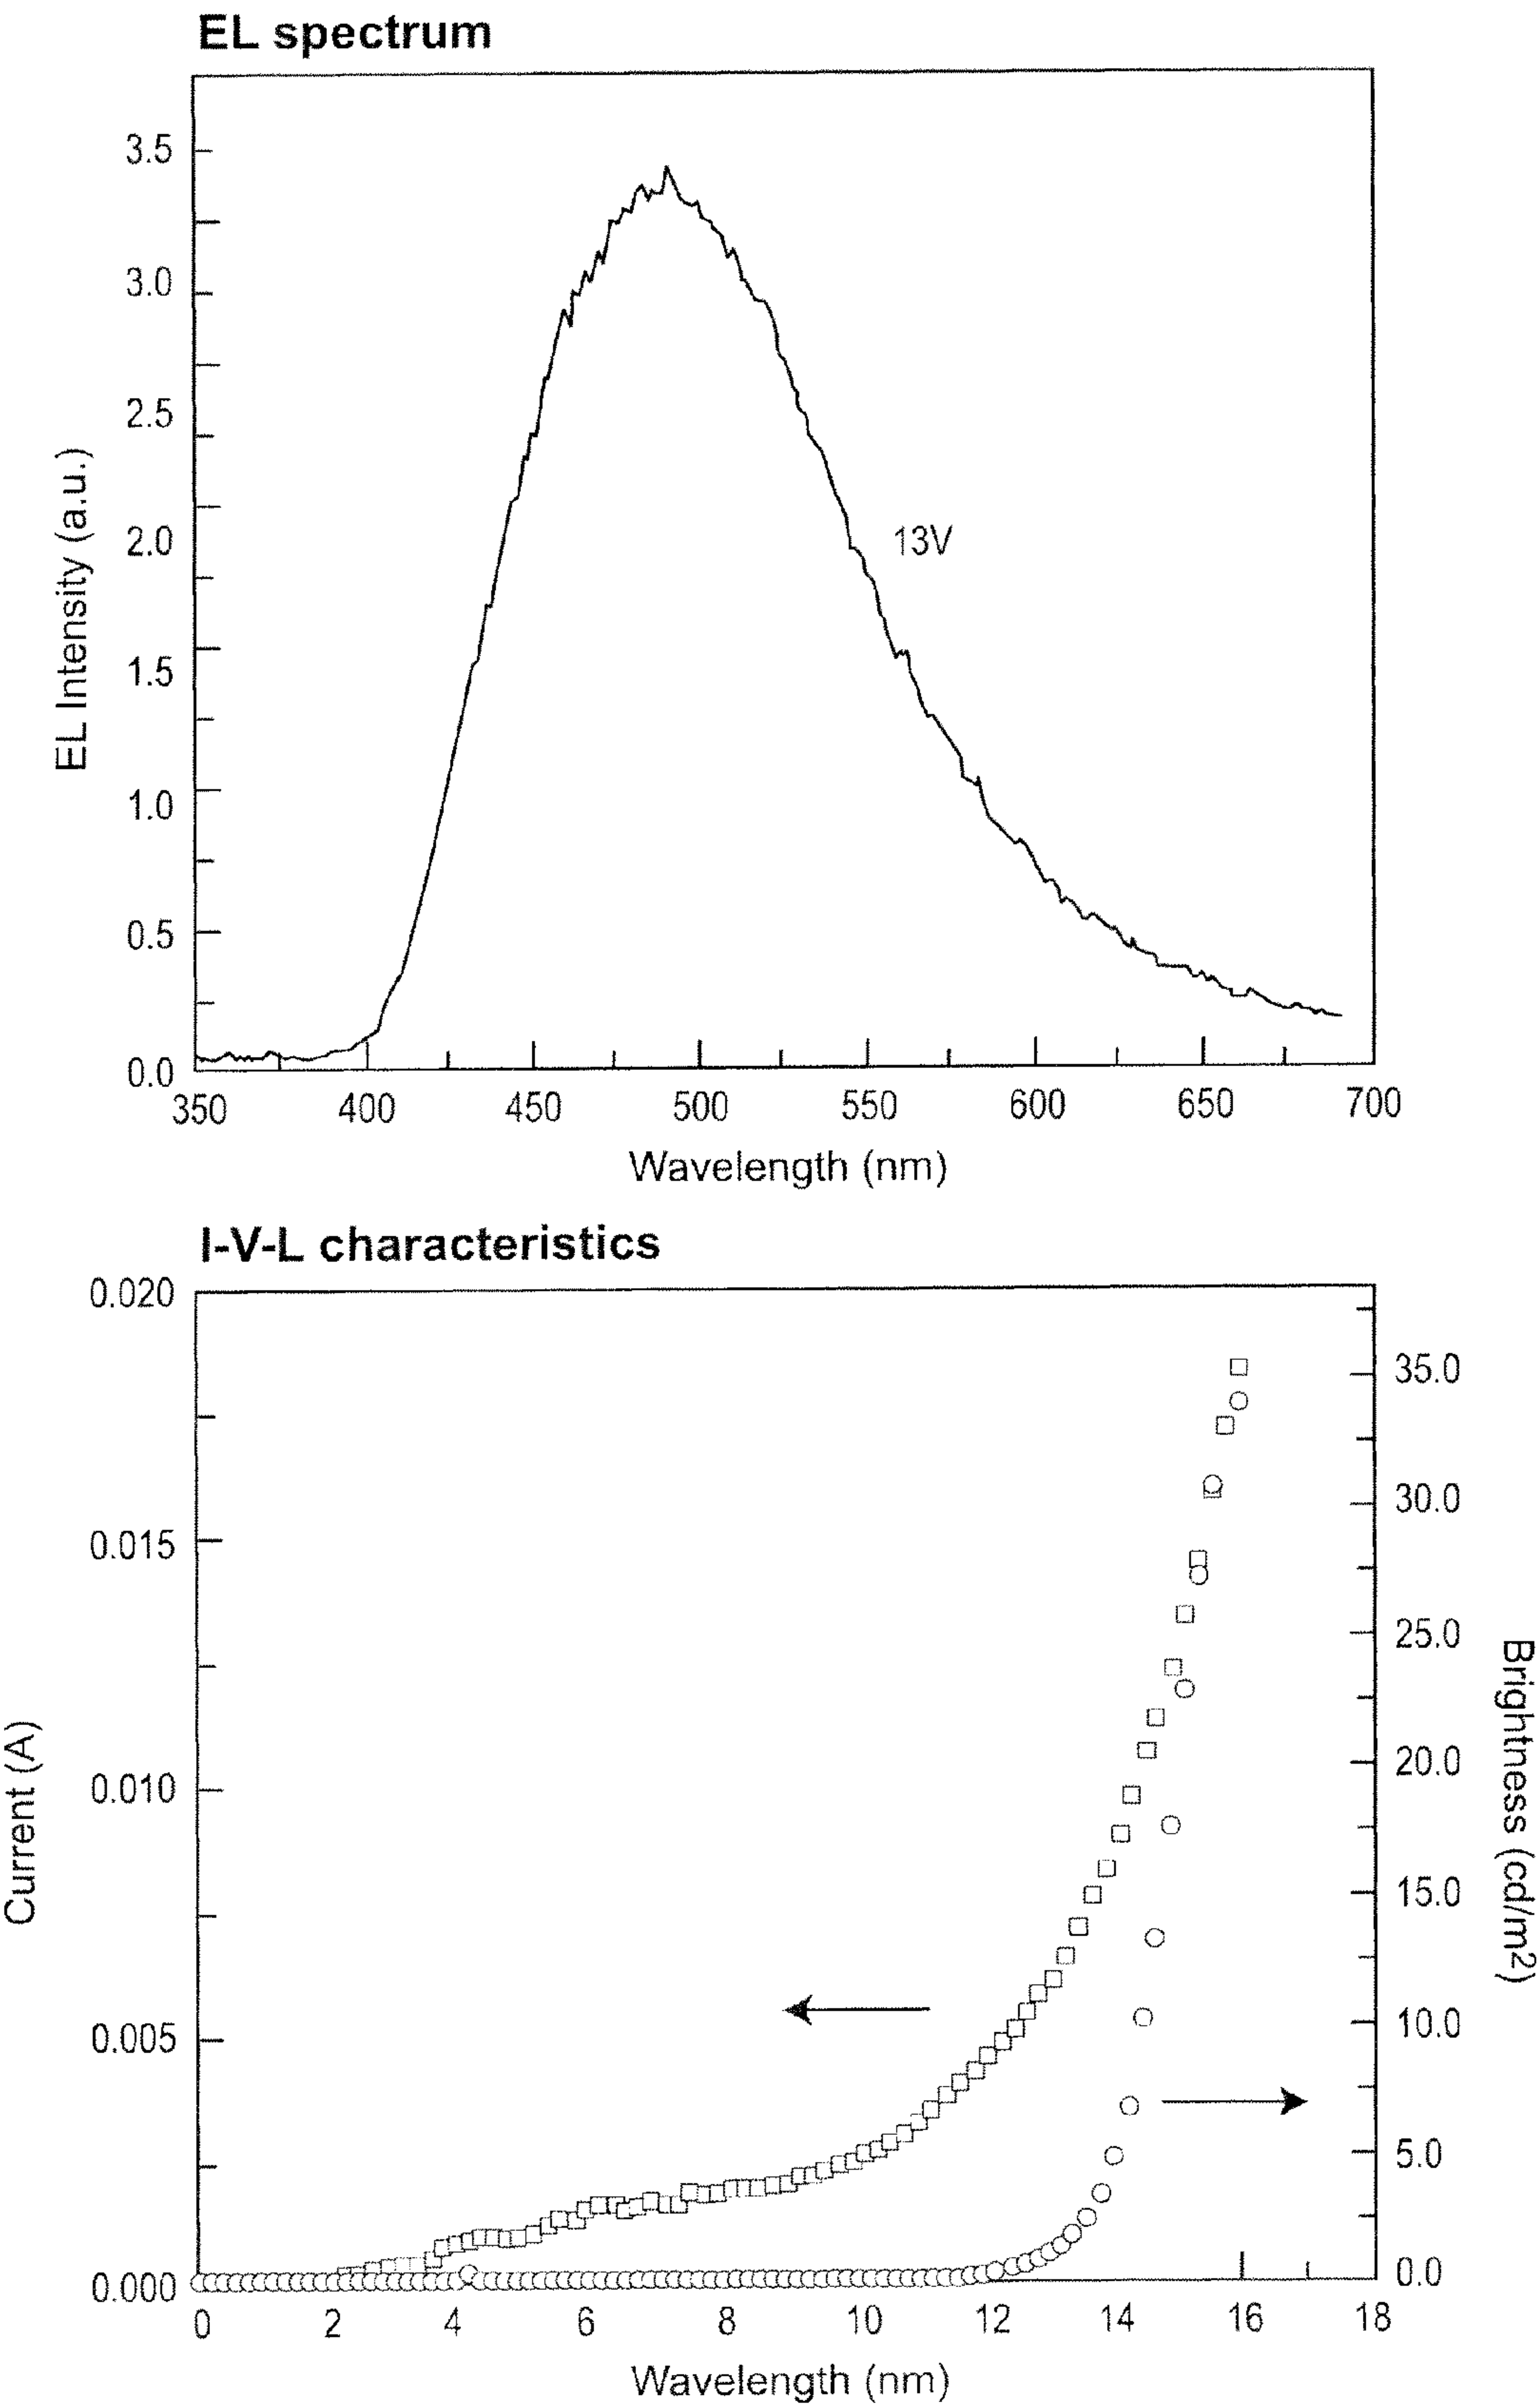 EL spectrum
3.5
3.0
2.5
2.0
1.5
1.0
0.5
0.0
EL Intensity (a.u.)
13V
350 400 450 500 550 600 650 700
Wavelength (nm)
I-V-L characteristics
0.020
0.015
0.010
0.005
0.000
Current (A)
35.0
30.0
25.0
20.0
15.0
10.0
5.0
0.0
Brightness (cd/m²)
0 2 4 6 8 10 12 14 16 18
Wavelength (nm)